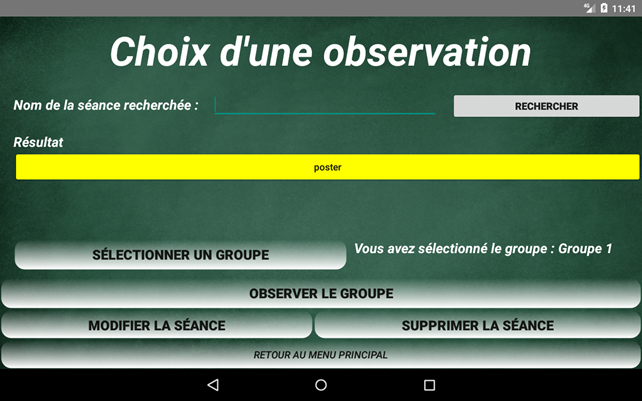 4G 11:41
Choix d'une observation
Nom de la séance recherchée :
RECHERCHER
Résultat
poster
SÉLECTIONNER UN GROUPE
Vous avez sélectionné le groupe : Groupe 1
OBSERVER LE GROUPE
MODIFIER LA SÉANCE
SUPPRIMER LA SÉANCE
RETOUR AU MENU PRINCIPAL